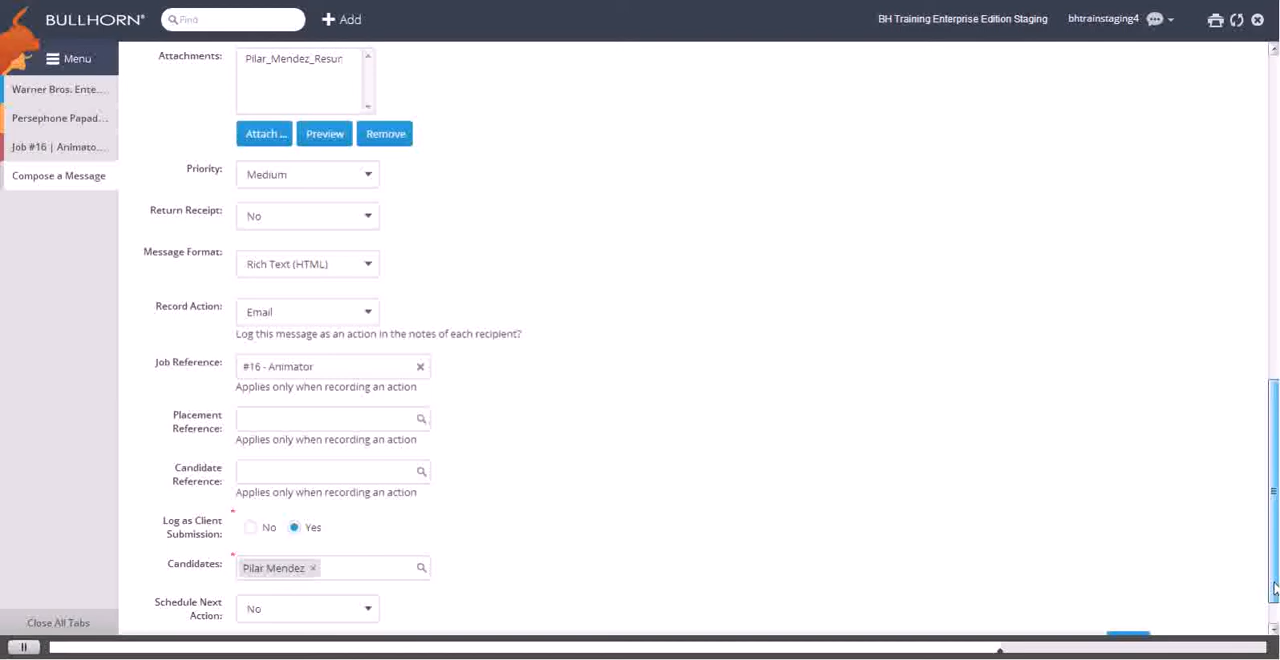 BULLHORN®
Find
Add
BH Training Enterprise Edition Staging
bhtrainstaging4
Menu
Warner Bros. Ente...
Persephone Papad...
Job #16 | Animato...
Compose a Message
Close All Tabs
Attachments:
Pilar_Mendez_Resun
Attach ...
Preview
Remove
Priority:
Medium
Return Receipt:
No
Message Format:
Rich Text (HTML)
Record Action:
Email
Log this message as an action in the notes of each recipient?
Job Reference:
#16 - Animator
Applies only when recording an action
Placement
Reference:
Applies only when recording an action
Candidate
Reference:
Applies only when recording an action
Log as Client
Submission:
* No Yes
Candidates:
* Pilar Mendez ×
Schedule Next
Action:
No